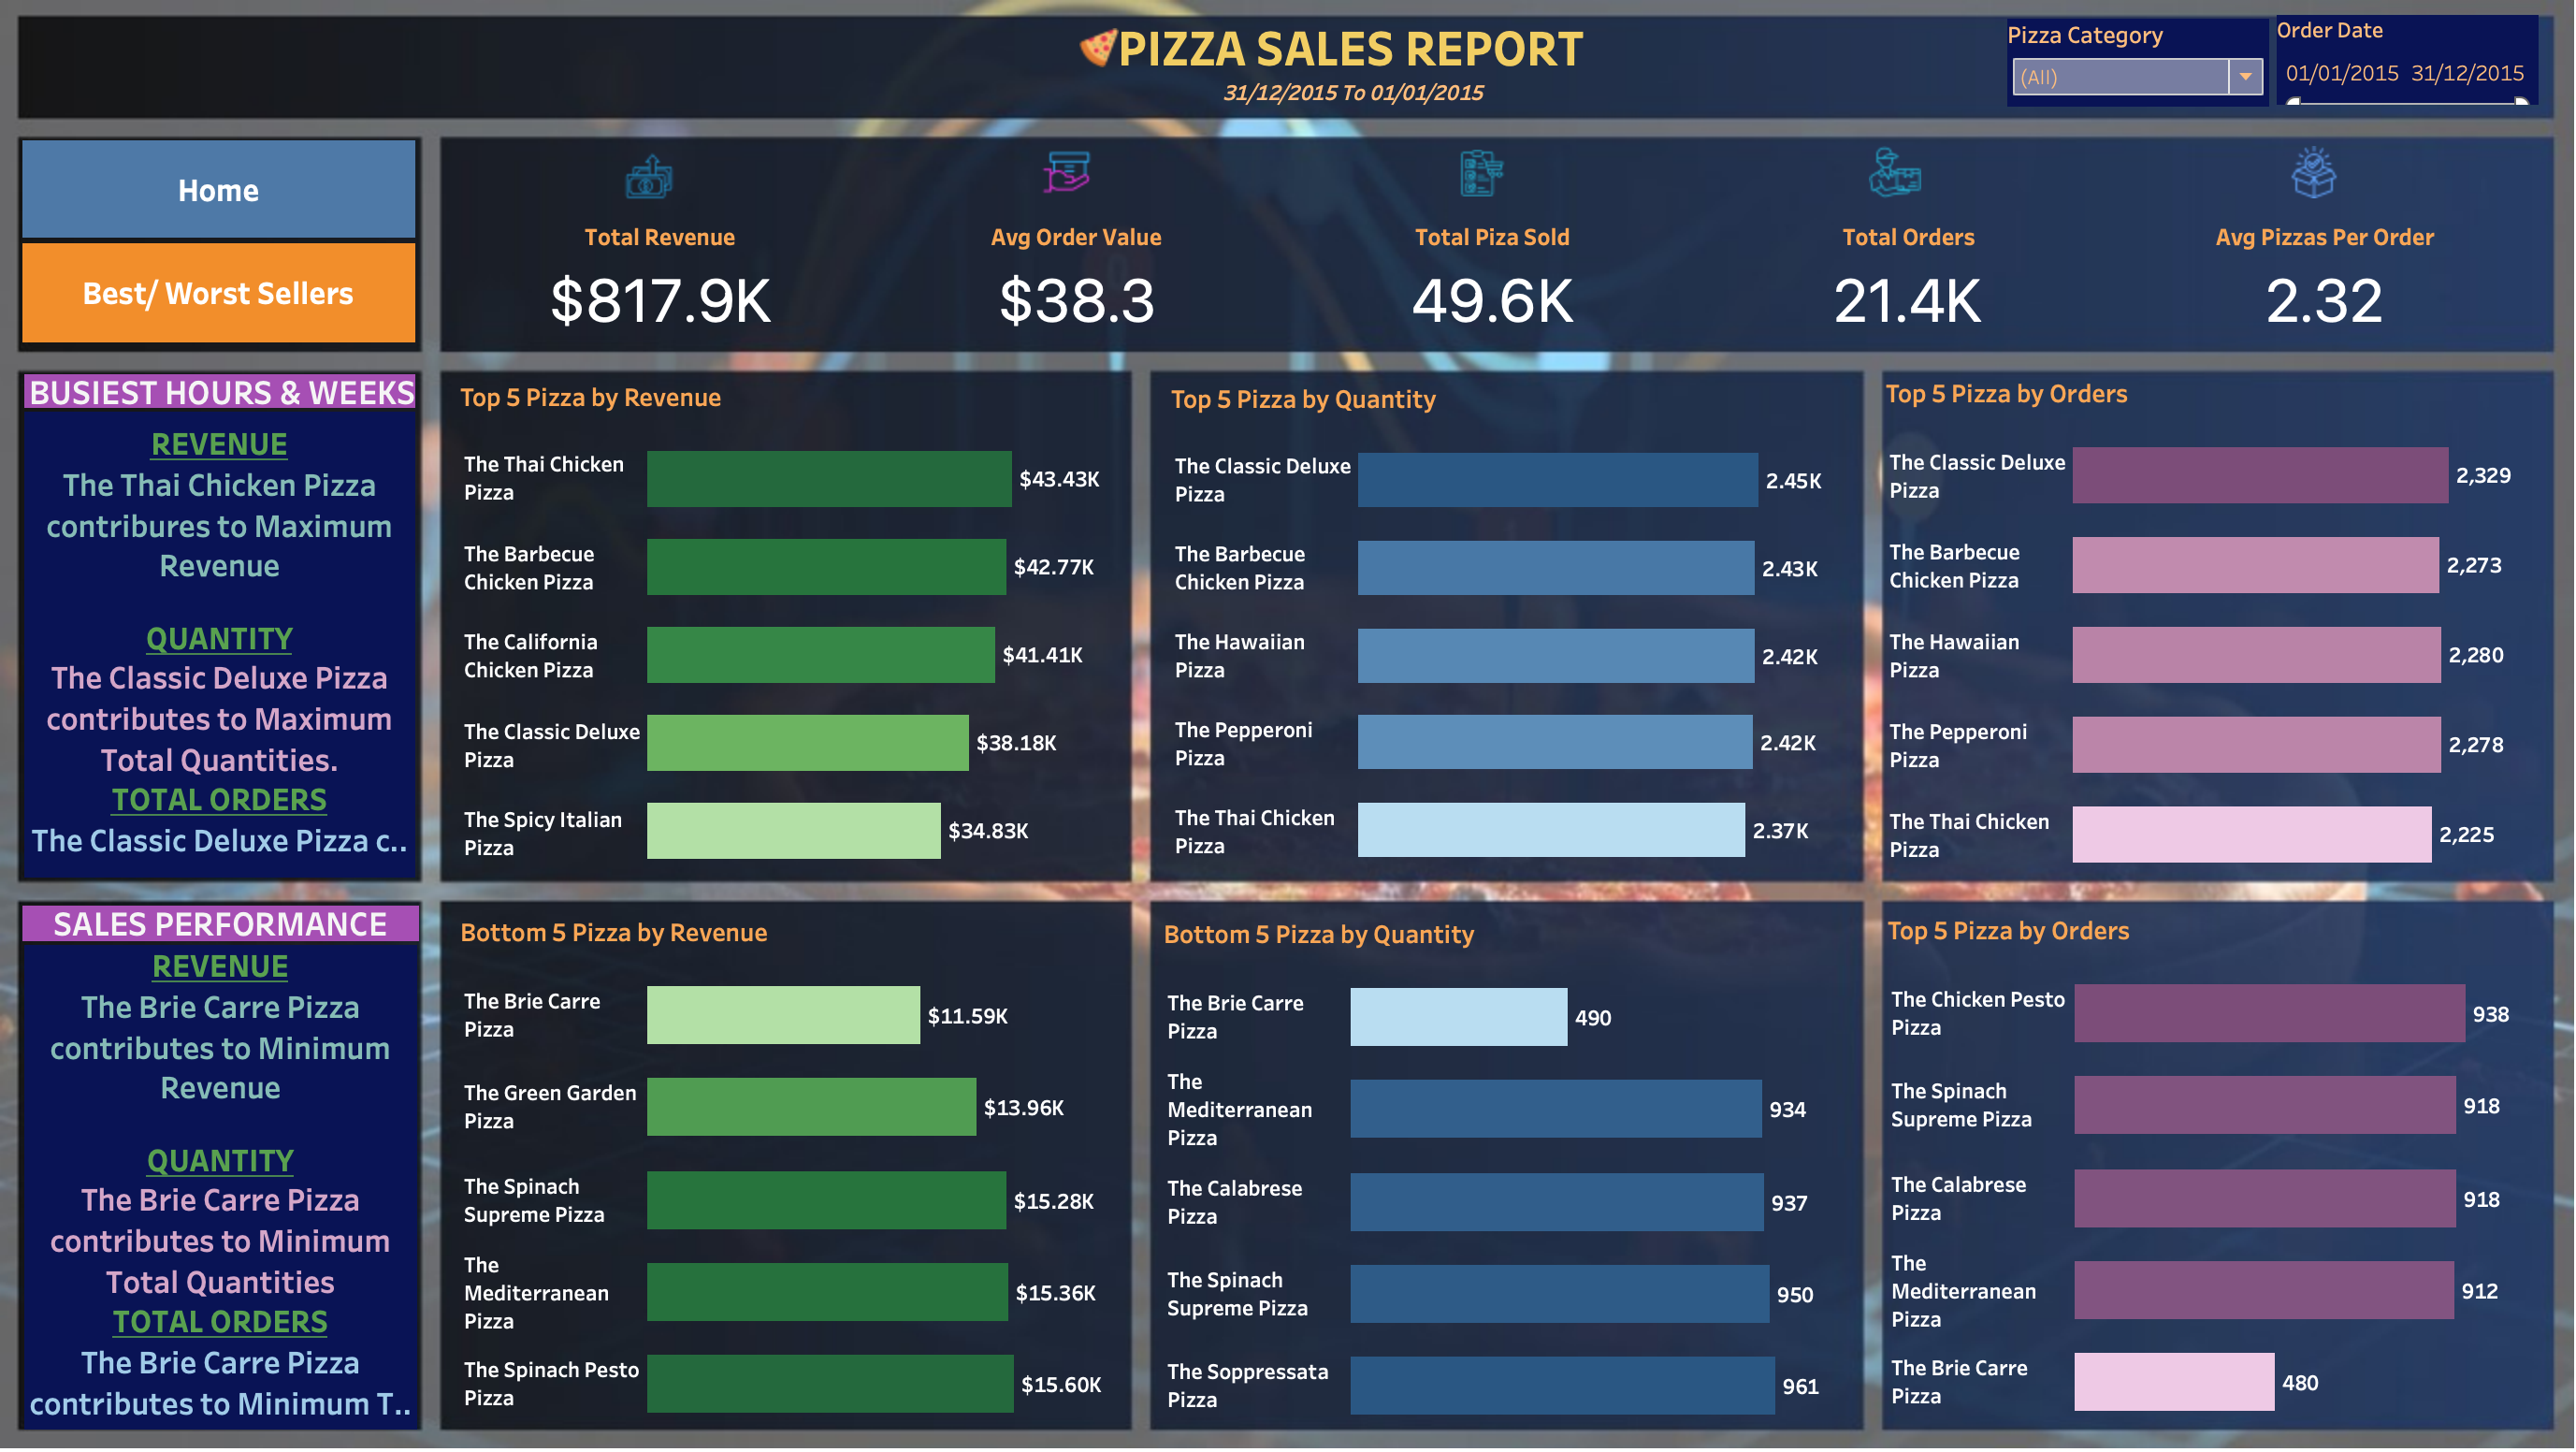 PIZZA SALES REPORT
31/12/2015 To 01/01/2015
Pizza Category
(All)
Order Date
01/01/2015 31/12/2015
Home
Best/ Worst Sellers
Total Revenue
$817.9K
Avg Order Value
$38.3
Total Piza Sold
49.6K
Total Orders
21.4K
Avg Pizzas Per Order
2.32
BUSIEST HOURS & WEEKS
REVENUE
The Thai Chicken Pizza
contribures to Maximum
Revenue
QUANTITY
The Classic Deluxe Pizza
contributes to Maximum
Total Quantities.
TOTAL ORDERS
The Classic Deluxe Pizza c..
Top 5 Pizza by Revenue
The Thai Chicken
Pizza
$43.43K
The Barbecue
Chicken Pizza
$42.77K
The California
Chicken Pizza
$41.41K
The Classic Deluxe
Pizza
$38.18K
The Spicy Italian
Pizza
$34.83K
Top 5 Pizza by Quantity
The Classic Deluxe
Pizza
2.45K
The Barbecue
Chicken Pizza
2.43K
The Hawaiian
Pizza
2.42K
The Pepperoni
Pizza
2.42K
The Thai Chicken
Pizza
2.37K
Top 5 Pizza by Orders
The Classic Deluxe
Pizza
2,329
The Barbecue
Chicken Pizza
2,273
The Hawaiian
Pizza
2,280
The Pepperoni
Pizza
2,278
The Thai Chicken
Pizza
2,225
SALES PERFORMANCE
REVENUE
The Brie Carre Pizza
contributes to Minimum
Revenue
QUANTITY
The Brie Carre Pizza
contributes to Minimum
Total Quantities
TOTAL ORDERS
The Brie Carre Pizza
contributes to Minimum T..
Bottom 5 Pizza by Revenue
The Brie Carre
Pizza
$11.59K
The Green Garden
Pizza
$13.96K
The Spinach
Supreme Pizza
$15.28K
The
Mediterranean
Pizza
$15.36K
The Spinach Pesto
Pizza
$15.60K
Bottom 5 Pizza by Quantity
The Brie Carre
Pizza
490
The
Mediterranean
Pizza
934
The Calabrese
Pizza
937
The Spinach
Supreme Pizza
950
The Soppressata
Pizza
961
Top 5 Pizza by Orders
The Chicken Pesto
Pizza
938
The Spinach
Supreme Pizza
918
The Calabrese
Pizza
918
The
Mediterranean
Pizza
912
The Brie Carre
Pizza
480